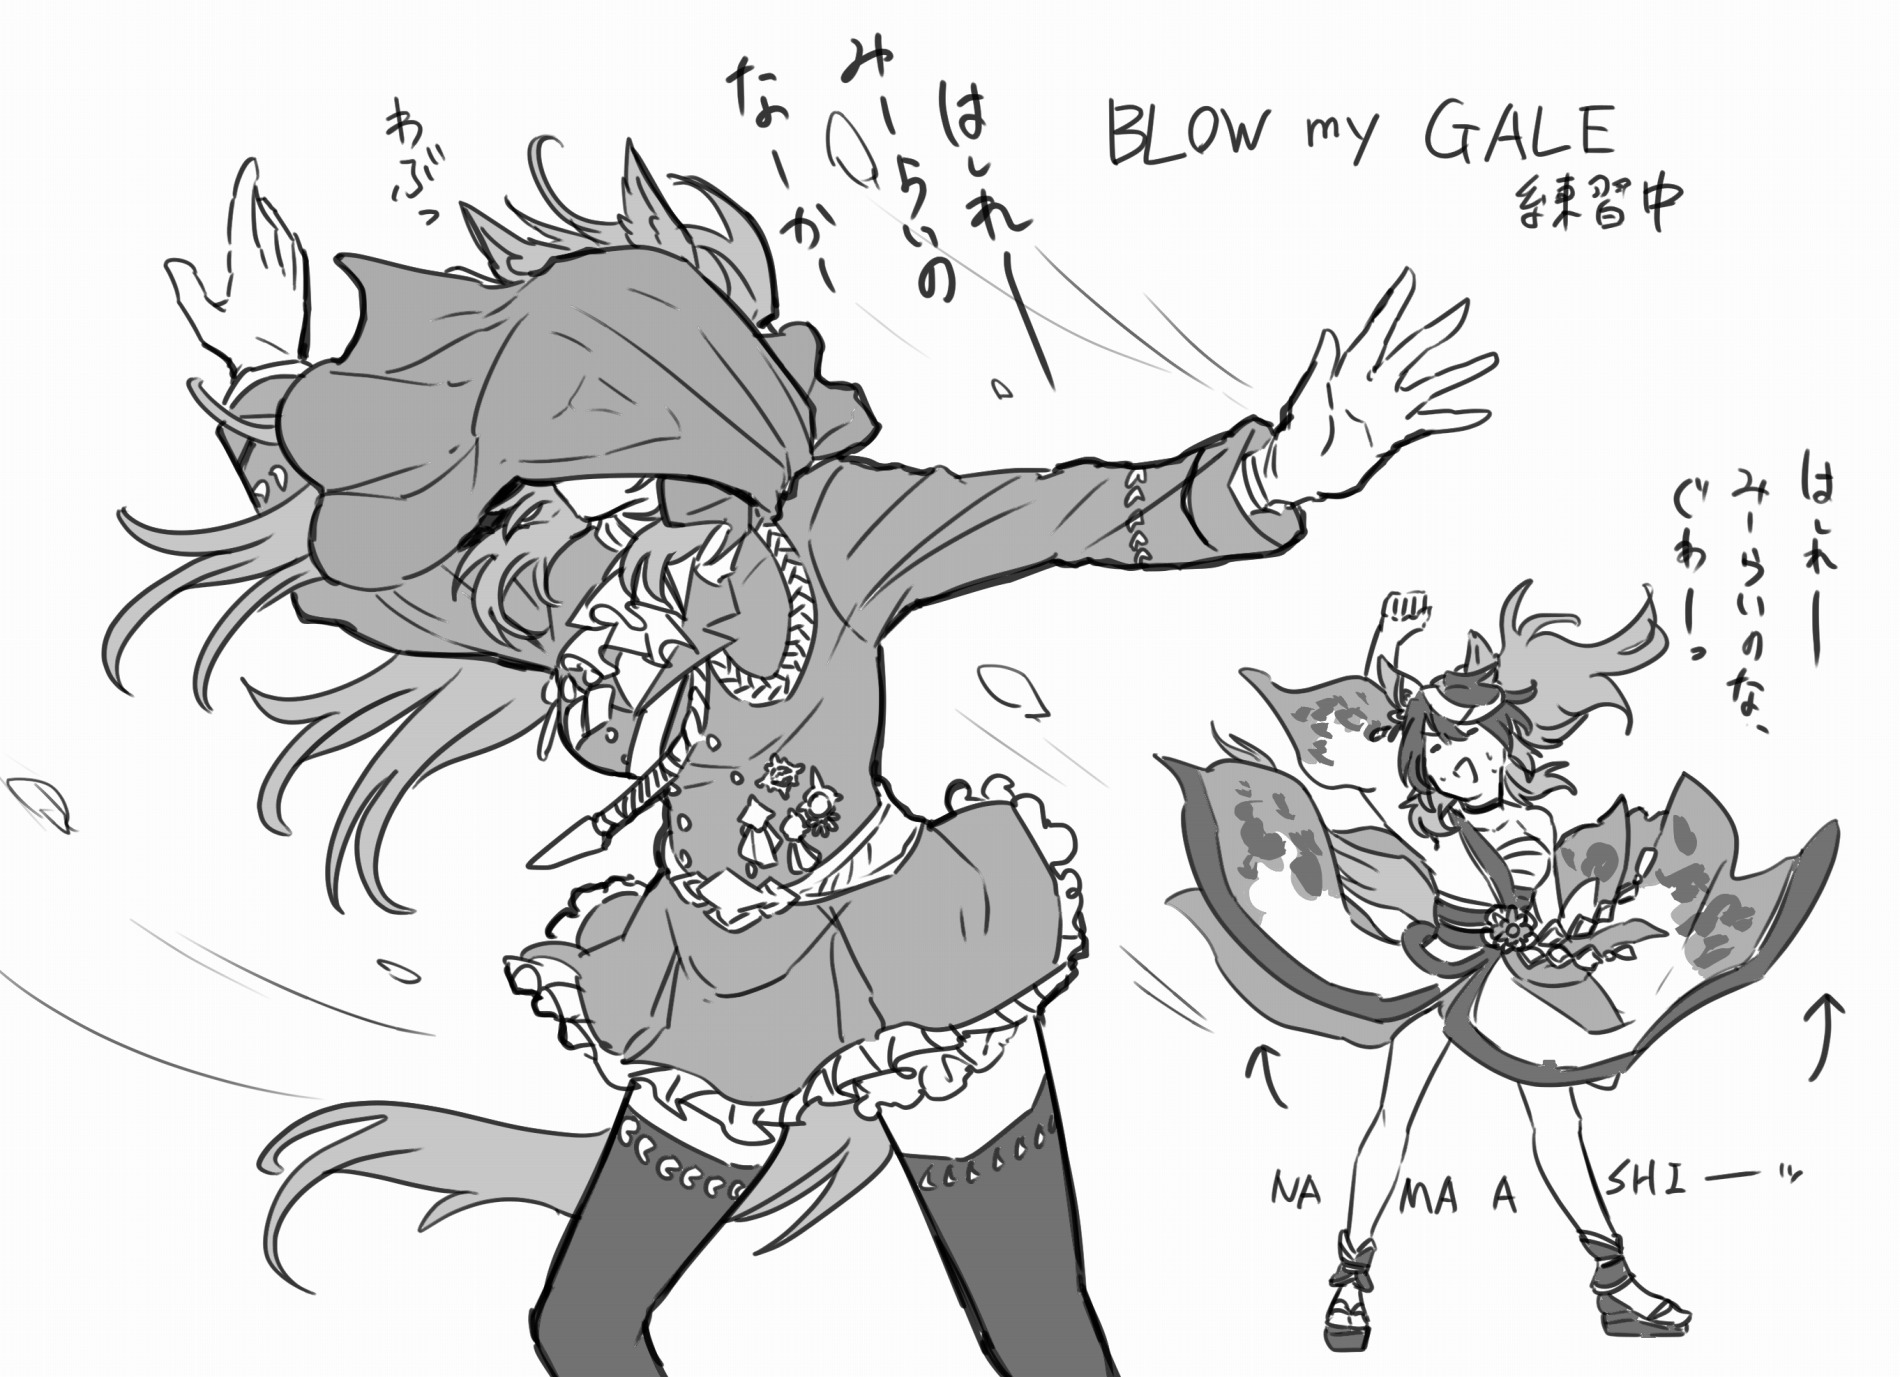 BLOW my GALE
練習中
はしれー
みーらいの
なーかー
わぶっ
はしれー
みーらいのな、
ぐわーっ
NA MA A SHIーッ